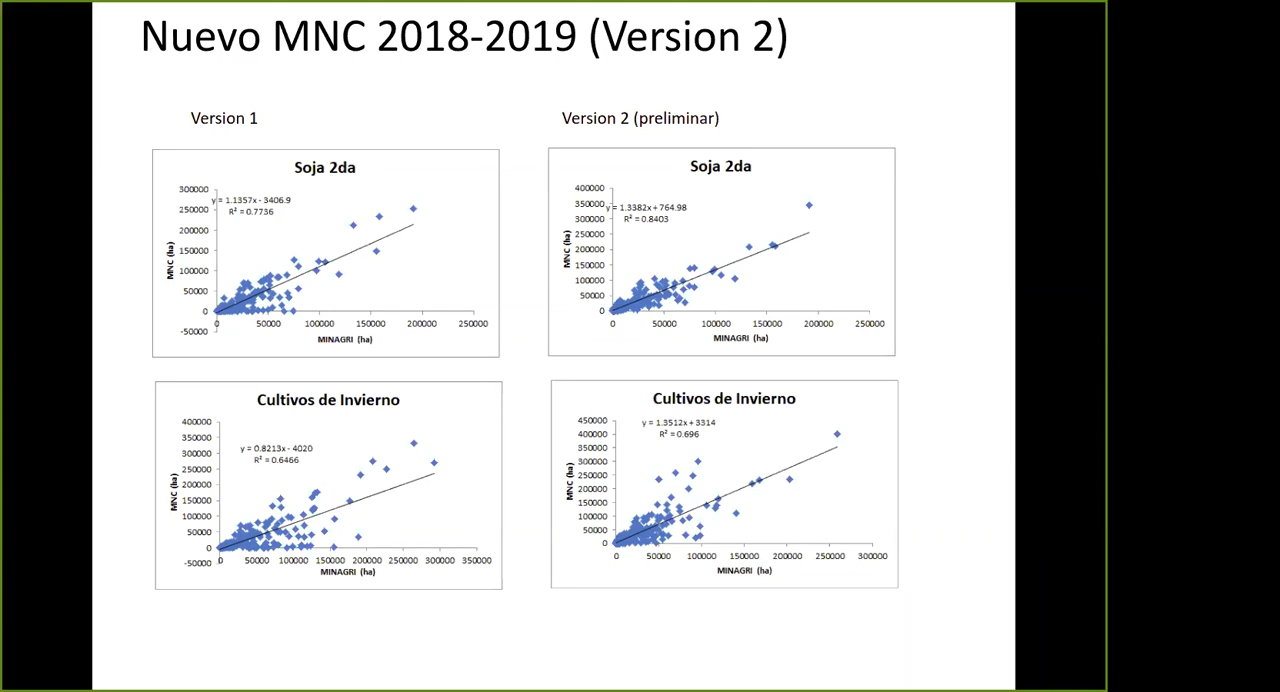 Nuevo MNC 2018-2019 (Version 2)
Version 1
Version 2 (preliminar)
Soja 2da
300000
250000
200000
150000
100000
50000
0
-50000
y = 1.1357x - 3406.9
R² = 0.7736
MNC (ha)
0 50000 100000 150000 200000 250000
MINAGRI (ha)
Soja 2da
400000
350000
300000
250000
200000
150000
100000
50000
0
y = 1.3382x + 764.98
R² = 0.8403
MNC (ha)
0 50000 100000 150000 200000 250000
MINAGRI (ha)
Cultivos de Invierno
400000
350000
300000
250000
200000
150000
100000
50000
0
-50000
y = 0.8213x - 4020
R² = 0.6466
MNC (ha)
0 50000 100000 150000 200000 250000 300000 350000
MINAGRI (ha)
Cultivos de Invierno
450000
400000
350000
300000
250000
200000
150000
100000
50000
0
y = 1.3512x + 3314
R² = 0.696
MNC (ha)
0 50000 100000 150000 200000 250000 300000
MINAGRI (ha)